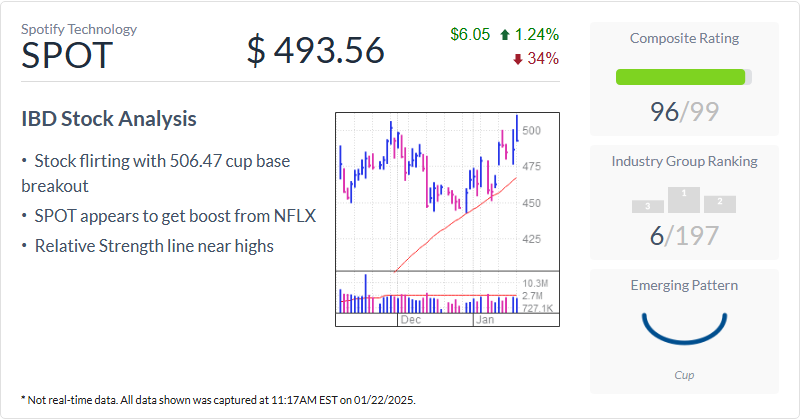 Spotify Technology
SPOT
$ 493.56
$6.05 1.24%
34%
IBD Stock Analysis
• Stock flirting with 506.47 cup base
breakout
• SPOT appears to get boost from NFLX
• Relative Strength line near highs
500
475
450
425
10.3M
2.7M
727.1K
Dec
Jan
Composite Rating
96/99
Industry Group Ranking
3 1 2
6/197
Emerging Pattern
Cup
* Not real-time data. All data shown was captured at 11:17AM EST on 01/22/2025.